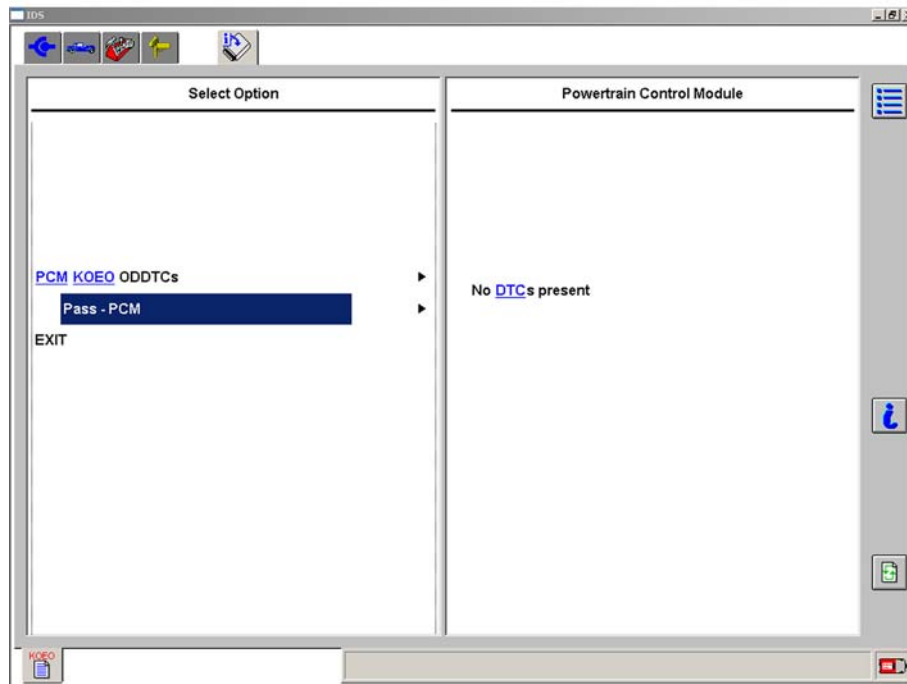 IDS
Select Option
Powertrain Control Module
PCM KOEO ODDTCs
No DTCs present
Pass - PCM
EXIT
KOEO